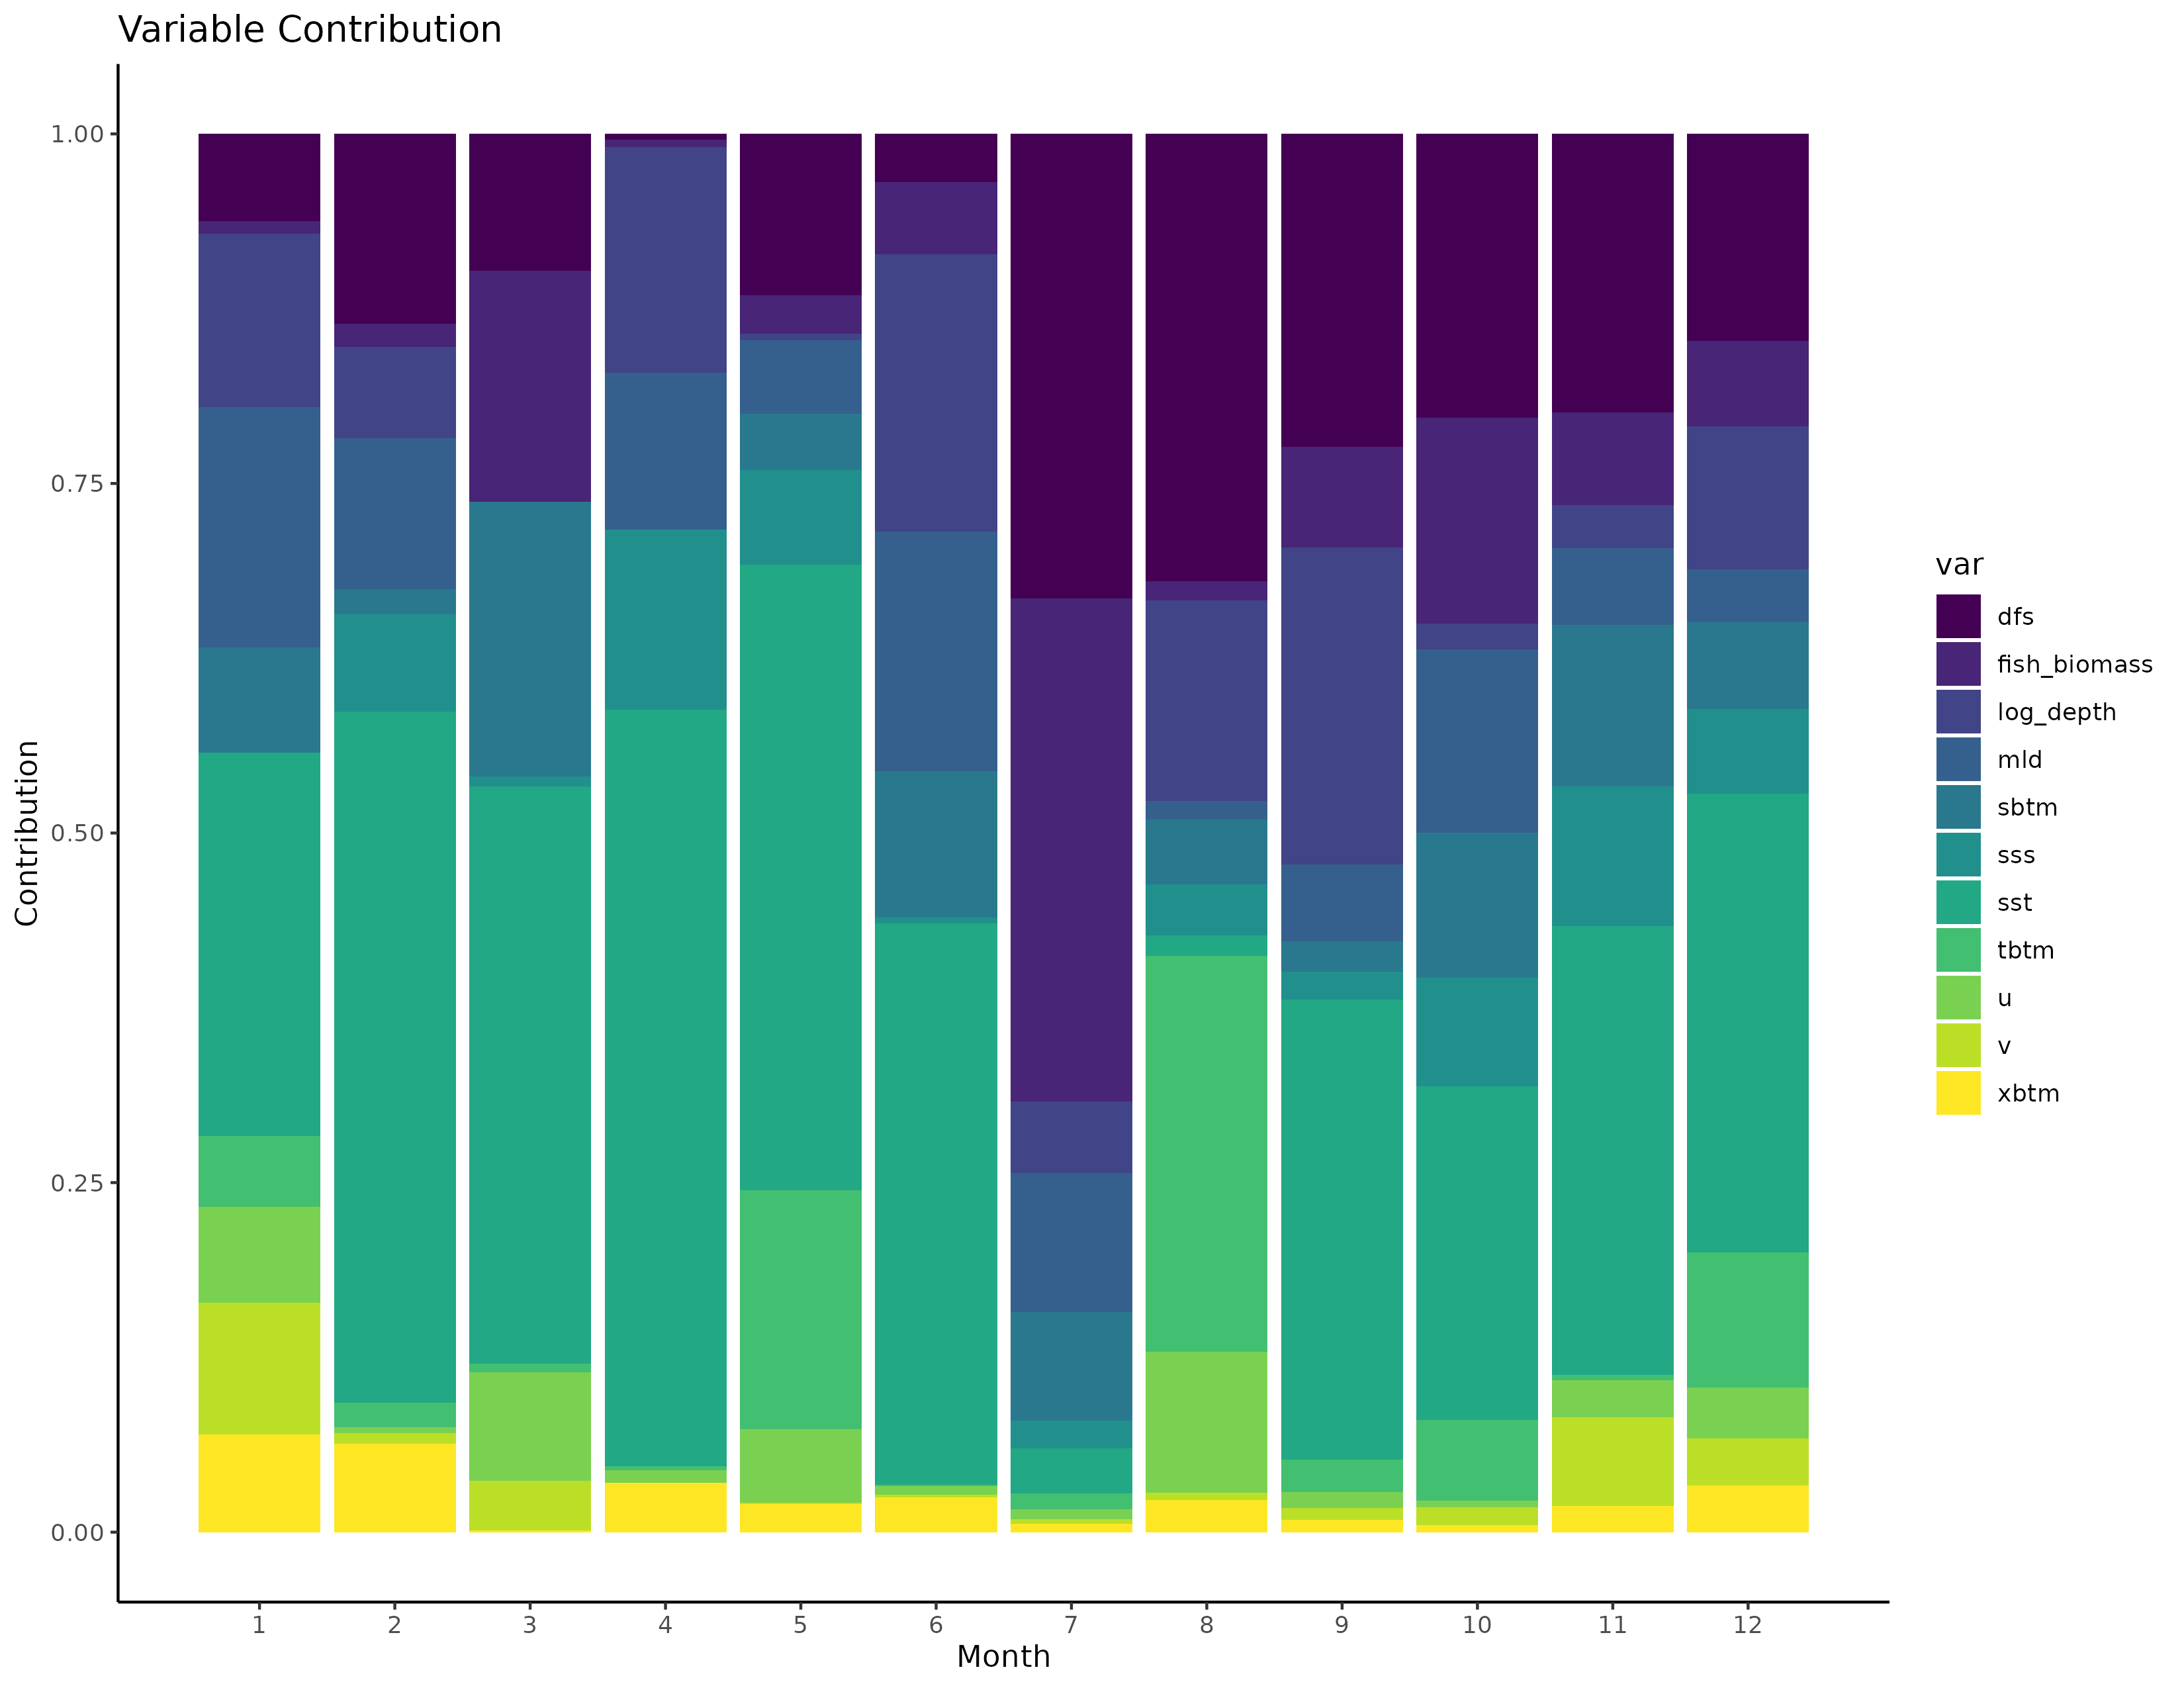 Variable Contribution
Contribution
1.00
0.75
0.50
0.25
0.00
1 2 3 4 5 6 7 8 9 10 11 12
Month
var
dfs
fish_biomass
log_depth
mld
sbtm
sss
sst
tbtm
u
v
xbtm